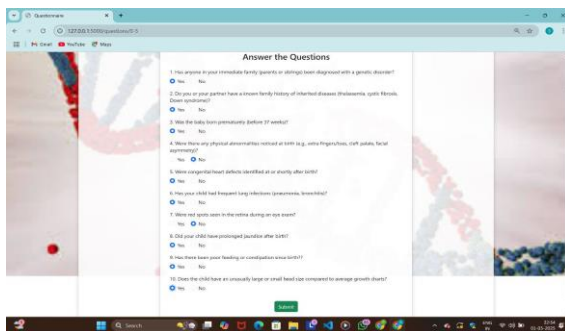 Questionnaire
127.0.0.1:5000/questions/0-5
Gmail YouTube Maps
Answer the Questions
1. Has anyone in your immediate family (parents or siblings) been diagnosed with a genetic disorder?
Yes No
2. Do you or your partner have a known family history of inherited diseases (thalassemia, cystic fibrosis,
Down syndrome)?
Yes No
3. Was the baby born prematurely (before 37 weeks)?
Yes No
4. Were there any physical abnormalities noticed at birth (e.g., extra fingers/toes, cleft palate, facial
asymmetry)?
Yes No
5. Were congenital heart defects identified at or shortly after birth?
Yes No
6. Has your child had frequent lung infections (pneumonia, bronchitis)?
Yes No
7. Were red spots seen in the retina during an eye exam?
Yes No
8. Did your child have prolonged jaundice after birth?
Yes No
9. Has there been poor feeding or constipation since birth??
Yes No
10. Does the child have an unusually large or small head size compared to average growth charts?
Yes No
Submit
Search
ENG
IN
22:54
01-05-2025